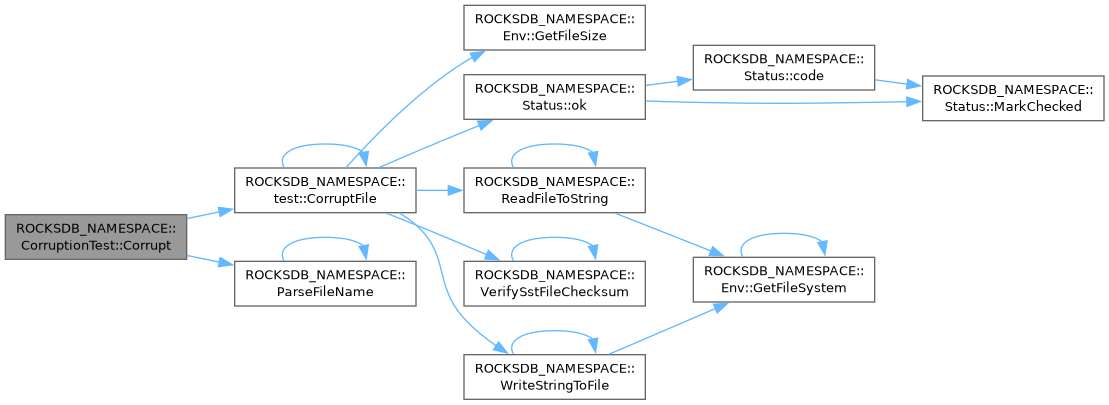 ROCKSDB_NAMESPACE::
CorruptionTest::Corrupt
ROCKSDB_NAMESPACE::
test::CorruptFile
ROCKSDB_NAMESPACE::
ParseFileName
ROCKSDB_NAMESPACE::
Env::GetFileSize
ROCKSDB_NAMESPACE::
Status::ok
ROCKSDB_NAMESPACE::
ReadFileToString
ROCKSDB_NAMESPACE::
VerifySstFileChecksum
ROCKSDB_NAMESPACE::
WriteStringToFile
ROCKSDB_NAMESPACE::
Status::code
ROCKSDB_NAMESPACE::
Env::GetFileSystem
ROCKSDB_NAMESPACE::
Status::MarkChecked